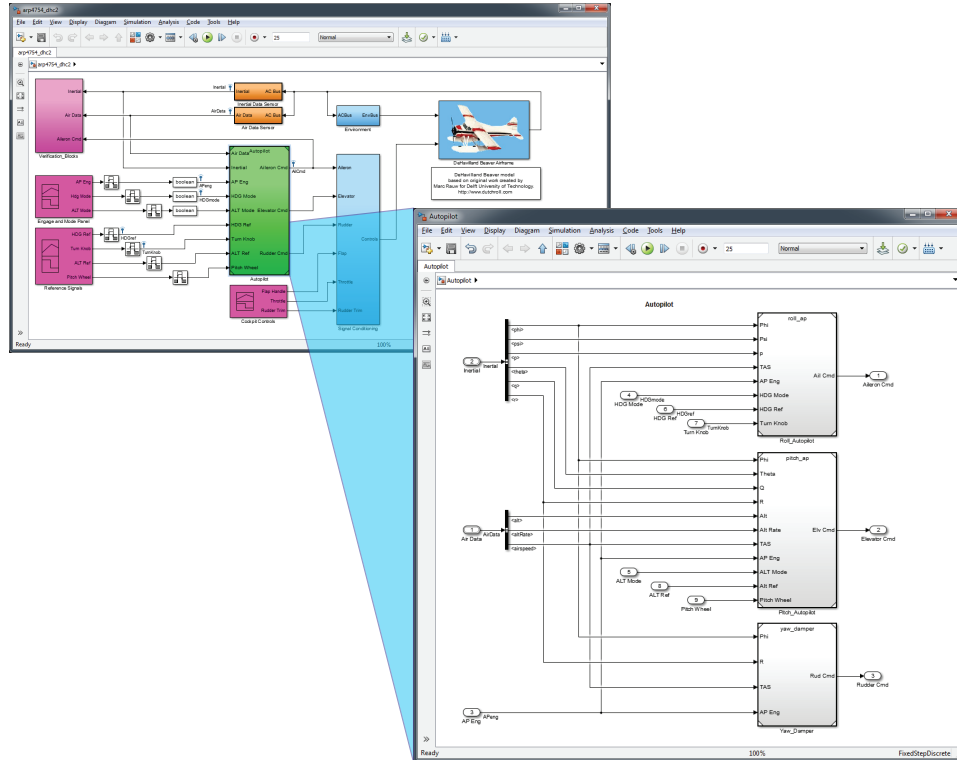 arp4754_dhc2
File Edit View Display Diagram Simulation Analysis Code Tools Help
25 Normal
arp4754_dhc2
arp4754_dhc2
Inertial
Air Data
Aileron Cmd
Verification_Blocks
Inertial
Inertial AC Bus
Inertial Data Sensor
AirData
Air Data AC Bus
Air Data Sensor
ACBus EnvBus
Environment
DeHavilland Beaver Airframe
DeHavilland Beaver model
based on original work created by
Marc Rauw for Delft University of Technology.
http://www.dutchroll.com
AP Eng
Hdg Mode
ALT Mode
Engage and Mode Panel
boolean
APeng
boolean
HDGmode
boolean
HDG Ref
Turn Knob
ALT Ref
Pitch Wheel
Reference Signals
HDGref
TurnKnob
Autopilot
Air Data
Inertial Aileron Cmd
AP Eng
HDG Mode
ALT Mode Elevator Cmd
HDG Ref
Turn Knob
ALT Ref Rudder Cmd
Pitch Wheel
Autopilot
AilCmd
Flap Handle
Throttle
Rudder Trim
Cockpit Controls
Aileron
Elevator
Rudder
Controls
Flap
Throttle
Rudder Trim
Signal Conditioning
Ready 100%
Autopilot
File Edit View Display Diagram Simulation Analysis Code Tools Help
25 Normal
Autopilot
Autopilot
Autopilot
2
Inertial
Inertial
<phi>
<psi>
<p>
<theta>
<q>
<r>
roll_ap
Phi
Psi
p
TAS
AP Eng
HDG Mode
HDG Ref
Turn Knob
Ail Cmd
Roll_Autopilot
1
Aileron Cmd
4
HDG Mode
HDGmode
6
HDG Ref
HDGref
7
Turn Knob
TurnKnob
1
Air Data
AirData
<alt>
<altRate>
<airspeed>
pitch_ap
Phi
Theta
Q
R
Alt
Alt Rate
TAS
AP Eng
ALT Mode
Alt Ref
Pitch Wheel
Elv Cmd
Pitch_Autopilot
2
Elevator Cmd
5
ALT Mode
8
ALT Ref
9
Pitch Wheel
yaw_damper
Phi
R
TAS
AP Eng
Rud Cmd
Yaw_Damper
3
Rudder Cmd
3
AP Eng
APeng
Ready 100% FixedStepDiscrete